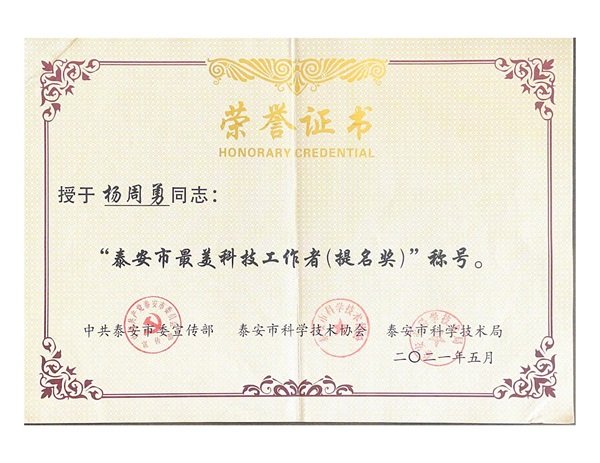 荣誉证书
HONORARY CREDENTIAL
授于 杨周勇同志：
“泰安市最美科技工作者(提名奖)”称号。
中共泰安市委宣传部 泰安市科学技术协会 泰安市科学技术局
二〇二一年五月